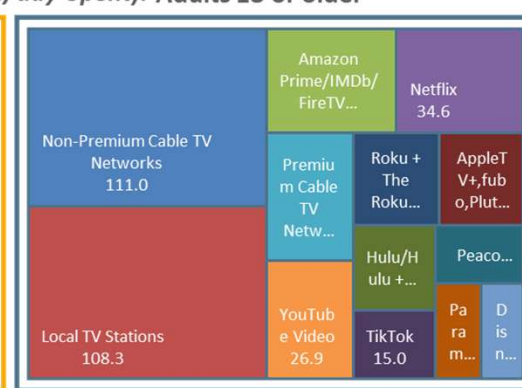 Adults 18 or older
Non-Premium Cable TV
Networks
111.0
Local TV Stations
108.3
Amazon
Prime/IMDb/
FireTV...
Netflix
34.6
Premiu
m Cable
TV
Netw...
Roku +
The
Roku...
AppleT
V+,fub
o,Plut...
Hulu/H
ulu +...
Peaco...
YouTub
e Video
26.9
TikTok
15.0
Pa
ra
m...
D
is
n...